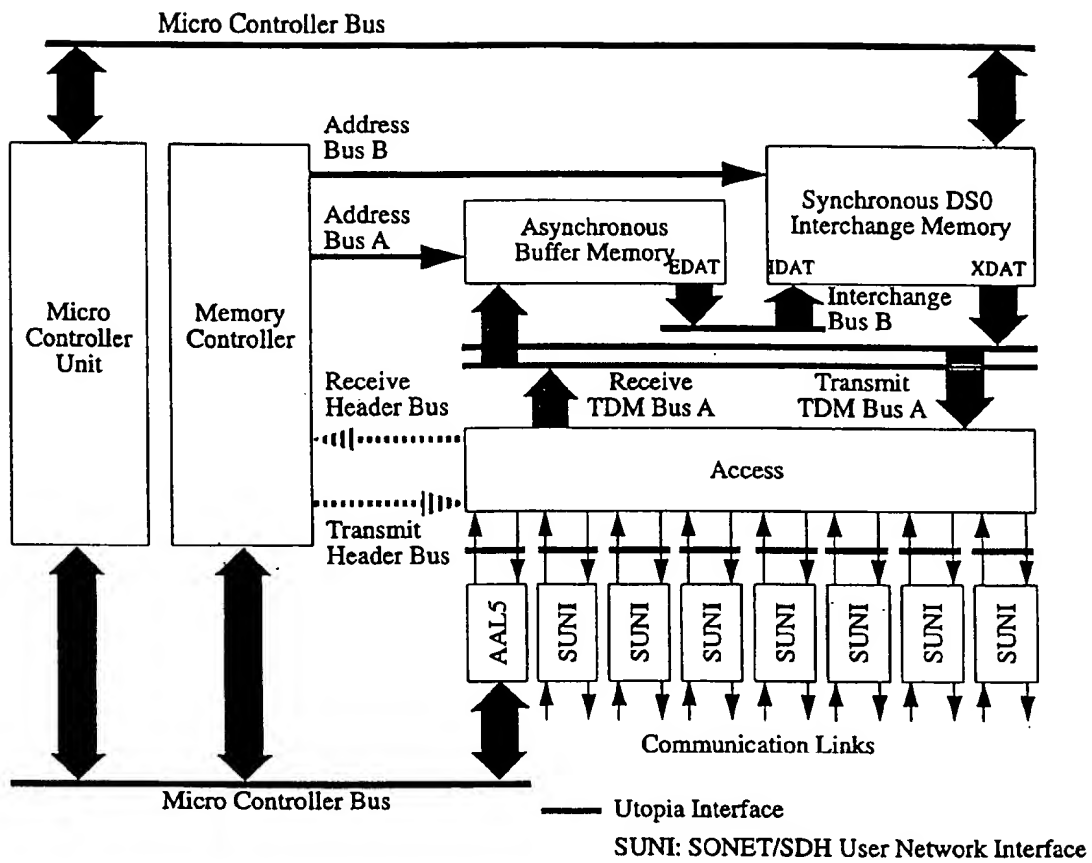 Micro Controller Bus
Address
Bus B
Address
Bus A
Synchronous DS0
Interchange Memory
Asynchronous
Buffer Memory
EDAT
IDAT
XDAT
Interchange
Bus B
Micro
Controller
Unit
Memory
Controller
Receive
Header Bus
Receive
TDM Bus A
Transmit
TDM Bus A
Access
Transmit
Header Bus
AAL5
SUNI
SUNI
SUNI
SUNI
SUNI
SUNI
SUNI
Communication Links
Micro Controller Bus
Utopia Interface
SUNI: SONET/SDH User Network Interface